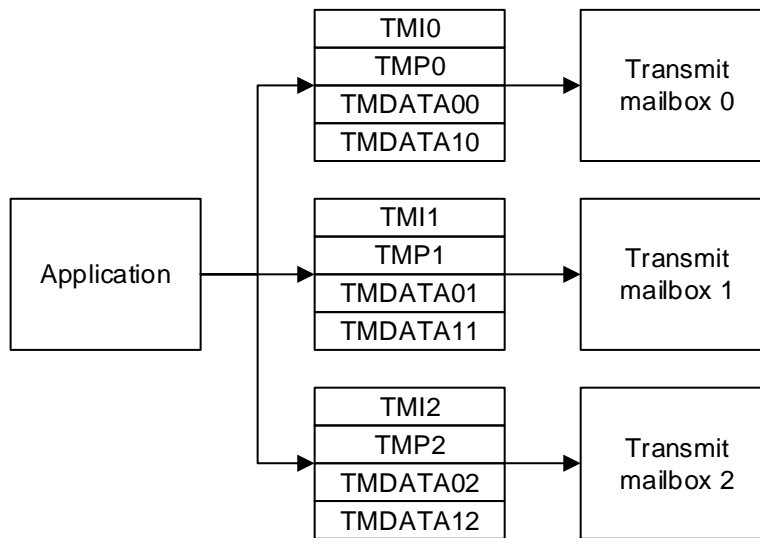 TMI0
TMP0
TMDATA00
TMDATA10
Transmit
mailbox 0
Application
TMI1
TMP1
TMDATA01
TMDATA11
Transmit
mailbox 1
TMI2
TMP2
TMDATA02
TMDATA12
Transmit
mailbox 2